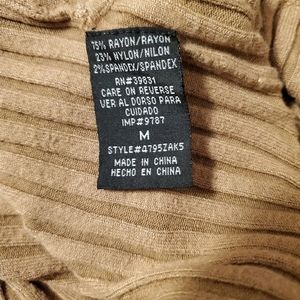 75% RAYON/RAYON
23% NYLON/NILON
2% SPANDEX/SPANDEX
RN#39831
CARE ON REVERSE
VER AL DORSO PARA
CUIDADO
IMP#9787
M
STYLE#4795ZAK5
MADE IN CHINA
HECHO EN CHINA